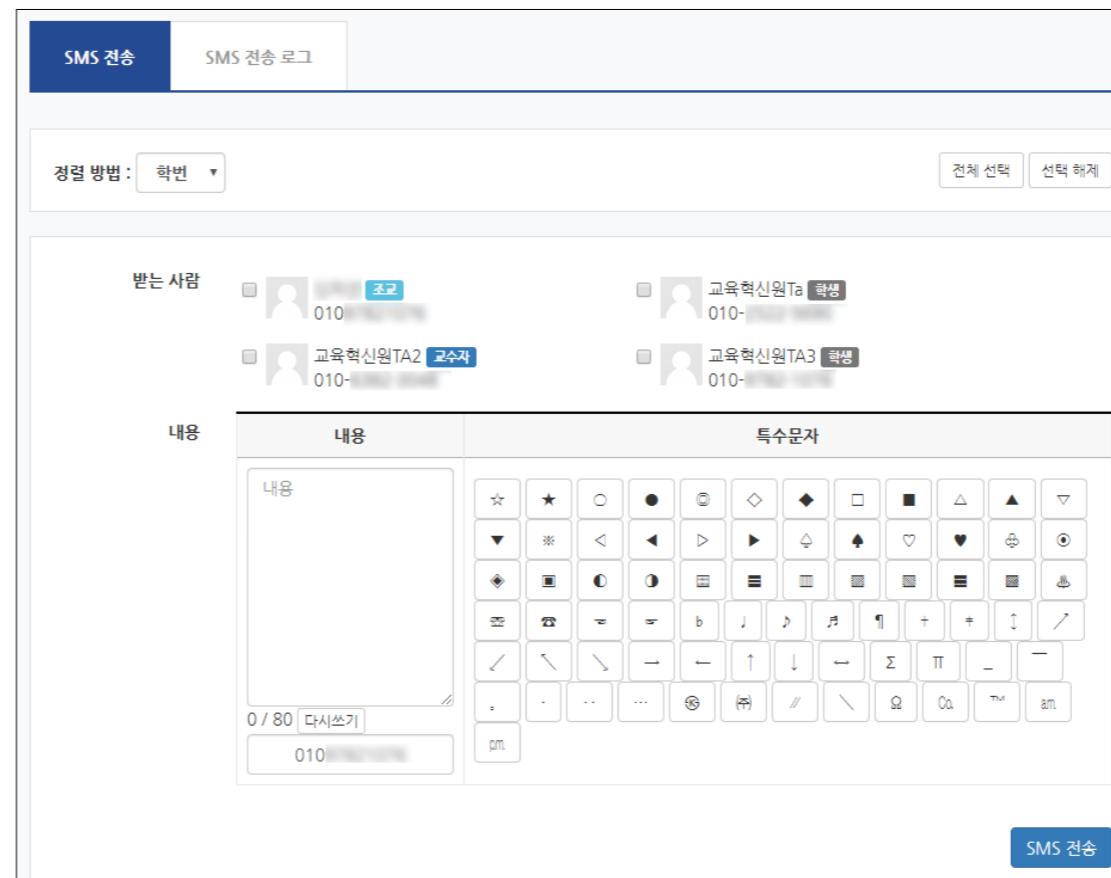 SMS 전송 SMS 전송 로그
정렬 방법 : 학번 전체 선택 선택 해제
받는 사람
조교
010
교육혁신원Ta 학생
010-
교육혁신원TA2 교수자
010-
교육혁신원TA3 학생
010-
내용 내용 특수문자
내용
☆ ★ ○ ● ◎ ◇ ◆ □ ■ △ ▲ ▽
▼ ※ ◁ ◀ ▷ ▶ ♤ ♠ ♡ ♥ ♧ ⊙
◈ ▣ ◐ ◑ ▤ ▥ ▨ ▧ ▦ ▩ ♨
☏ ☎ ☜ ☞ ♭ ♩ ♪ ♬ ¶ † ‡ ↕ ↗
↙ ↖ ↘ → ← ↑ ↓ ↔ Σ Π _ ¯
。 · ‥ … ㉿ ㈜ ∥ \ Ω ㏇ ™ ㏂
㏘
0 / 80 다시쓰기
010
SMS 전송